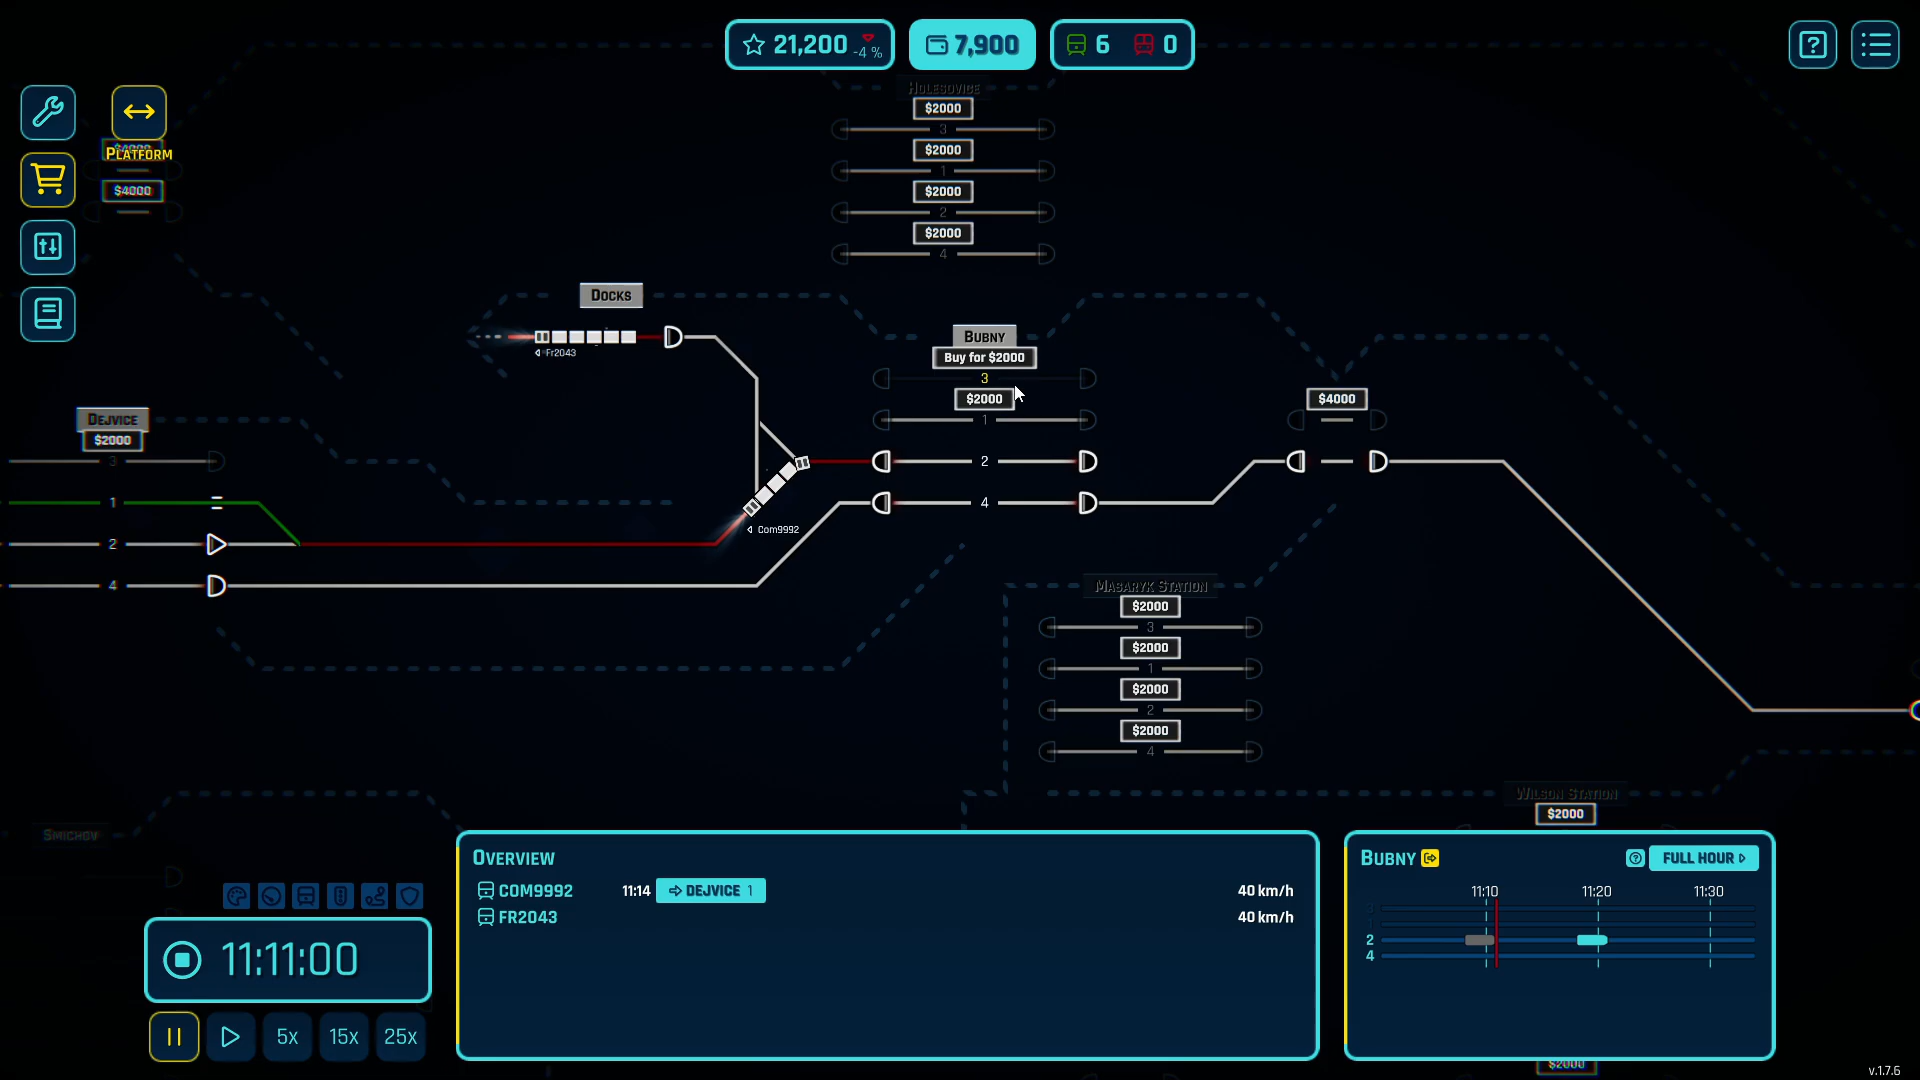 21,200
-4 %
7,900
6
0
PLATFORM
$4000
HOLESOVICE
$2000
3
$2000
1
$2000
2
$2000
4
DOCKS
Fr2043
BUBNY
Buy for $2000
3
$2000
1
2
4
$4000
DEJVICE
$2000
3
1
2
4
Com9992
MASARYK STATION
$2000
3
$2000
1
$2000
2
$2000
4
WILSON STATION
$2000
SMICHOV
11:11:00
5x
15x
25x
OVERVIEW
COM9992 11:14 DEJVICE 1 40 km/h
FR2043 40 km/h
BUBNY
FULL HOUR
11:10 11:20 11:30
3
1
2
4
$2000
v.1.7.6